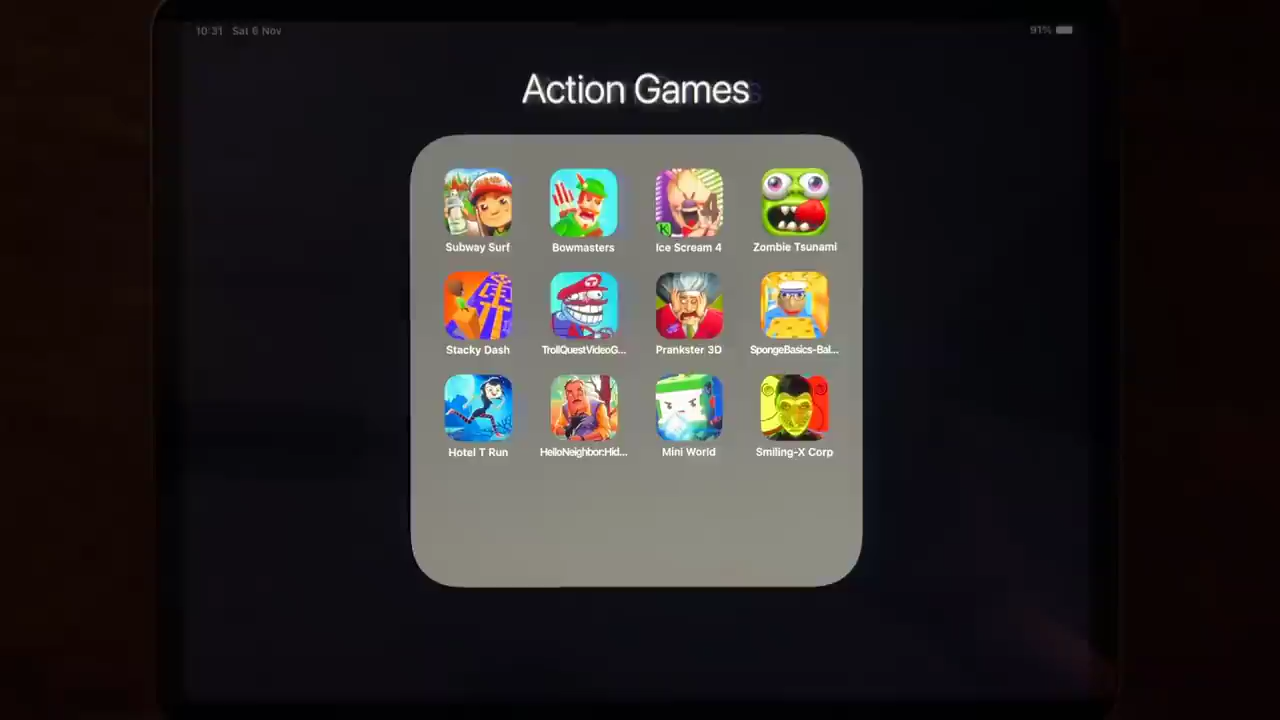 10:31 Sat 6 Nov 91%
Action Games
Subway Surf Bowmasters Ice Scream 4 Zombie Tsunami
Stacky Dash TrollQuestVideoG... Prankster 3D SpongeBasics-Bal...
Hotel T Run HelloNeighbor:Hid... Mini World Smiling-X Corp